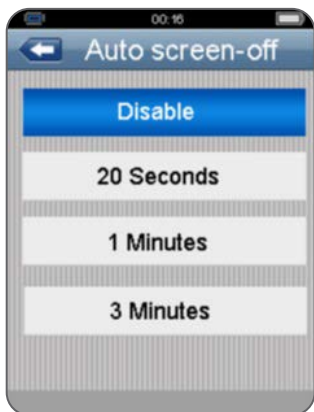 00:16
Auto screen-off
Disable
20 Seconds
1 Minutes
3 Minutes